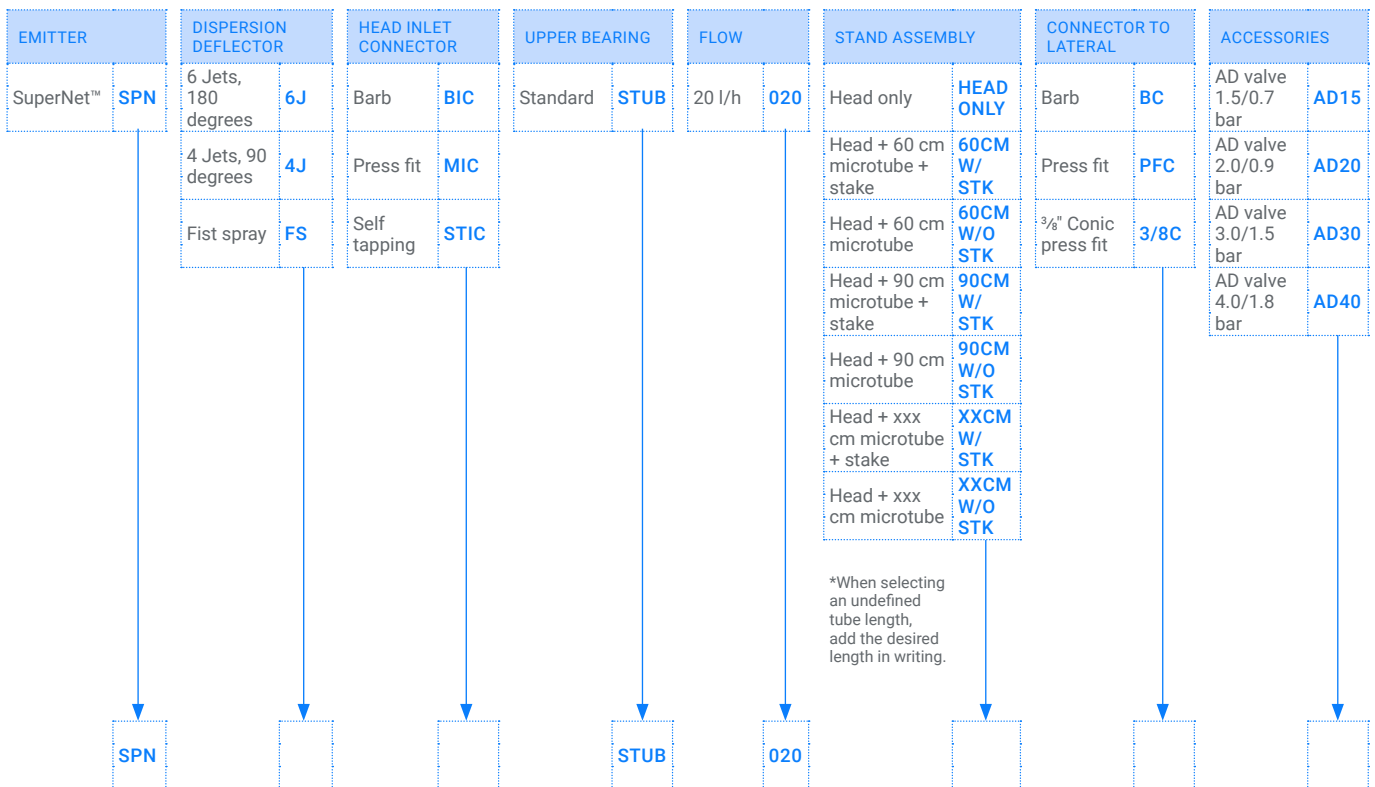 EMITTER
DISPERSION
DEFLECTOR
HEAD INLET
CONNECTOR
UPPER BEARING
FLOW
STAND ASSEMBLY
CONNECTOR TO
LATERAL
ACCESSORIES
SuperNet™
SPN
6 Jets,
180
degrees
6J
4 Jets, 90
degrees
4J
Fist spray
FS
Barb
BIC
Press fit
MIC
Self
tapping
STIC
Standard
STUB
20 l/h
020
Head only
HEAD
ONLY
Head + 60 cm
microtube +
stake
60CM
W/
STK
Head + 60 cm
microtube
60CM
W/O
STK
Head + 90 cm
microtube +
stake
90CM
W/
STK
Head + 90 cm
microtube
90CM
W/O
STK
Head + xxx
cm microtube
+ stake
XXCM
W/
STK
Head + xxx
cm microtube
XXCM
W/O
STK
*When selecting
an undefined
tube length,
add the desired
length in writing.
Barb
BC
Press fit
PFC
⅜" Conic
press fit
3/8C
AD valve
1.5/0.7
bar
AD15
AD valve
2.0/0.9
bar
AD20
AD valve
3.0/1.5
bar
AD30
AD valve
4.0/1.8
bar
AD40
SPN
STUB
020